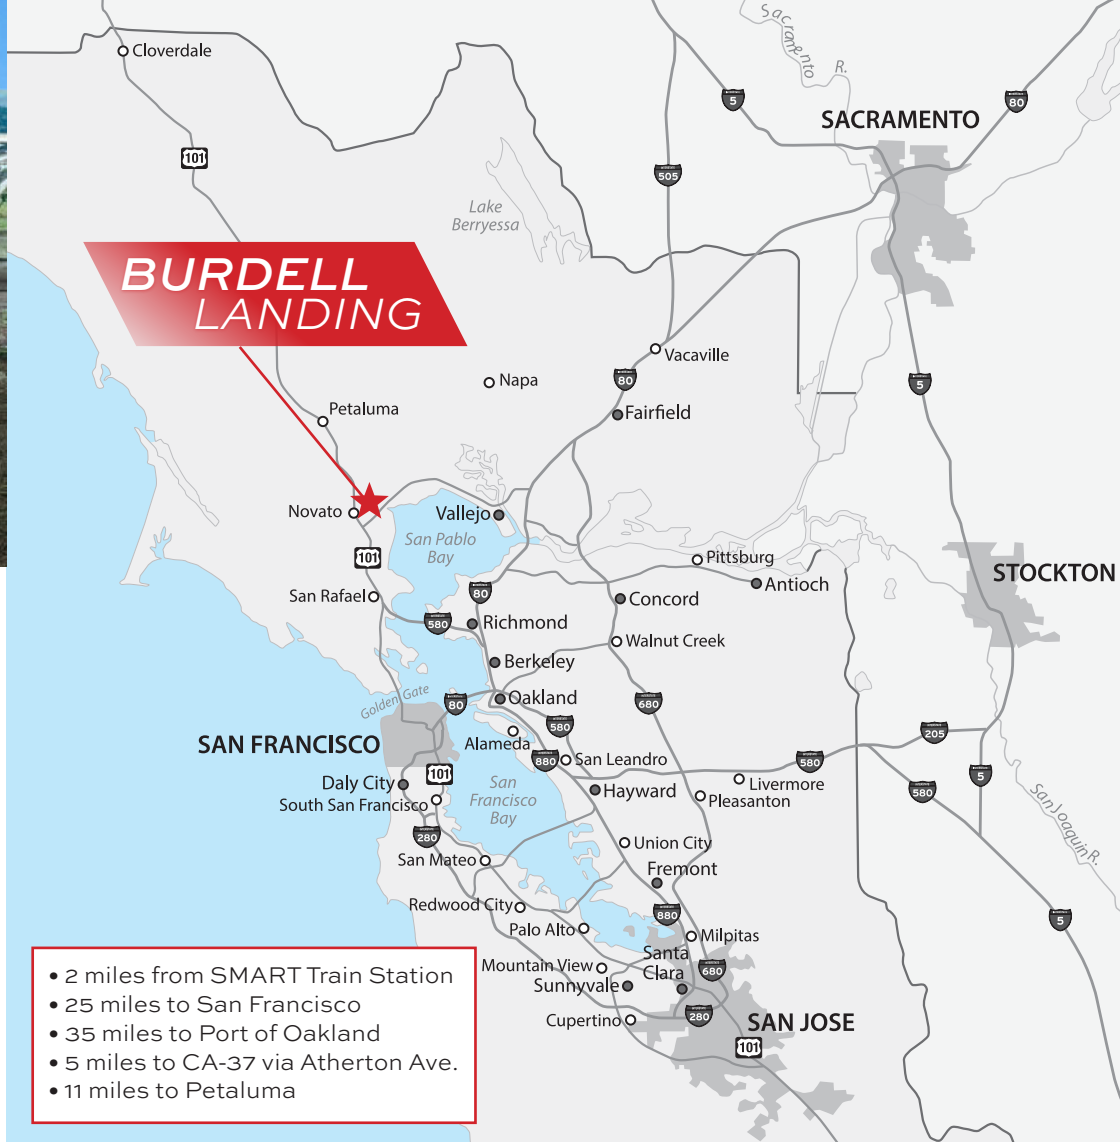 Cloverdale
Sacramento
R.
5
80
SACRAMENTO
101
505
Lake
Berryessa
BURDELL
LANDING
Vacaville
80
Napa
5
Fairfield
Petaluma
Novato
Vallejo
San Pablo
Bay
101
Pittsburg
STOCKTON
Antioch
San Rafael
80
Concord
580
Richmond
Walnut Creek
Berkeley
Golden Gate
80
Oakland
680
580
205
SAN FRANCISCO
Alameda
880
San Leandro
580
101
5
Daly City
San
Francisco
Bay
Hayward
Livermore
Pleasanton
580
South San Francisco
San Joaquin R.
280
Union City
San Mateo
Fremont
Redwood City
880
5
Palo Alto
Milpitas
Santa
Clara
Mountain View
680
Sunnyvale
Cupertino
280
SAN JOSE
101
• 2 miles from SMART Train Station
• 25 miles to San Francisco
• 35 miles to Port of Oakland
• 5 miles to CA-37 via Atherton Ave.
• 11 miles to Petaluma